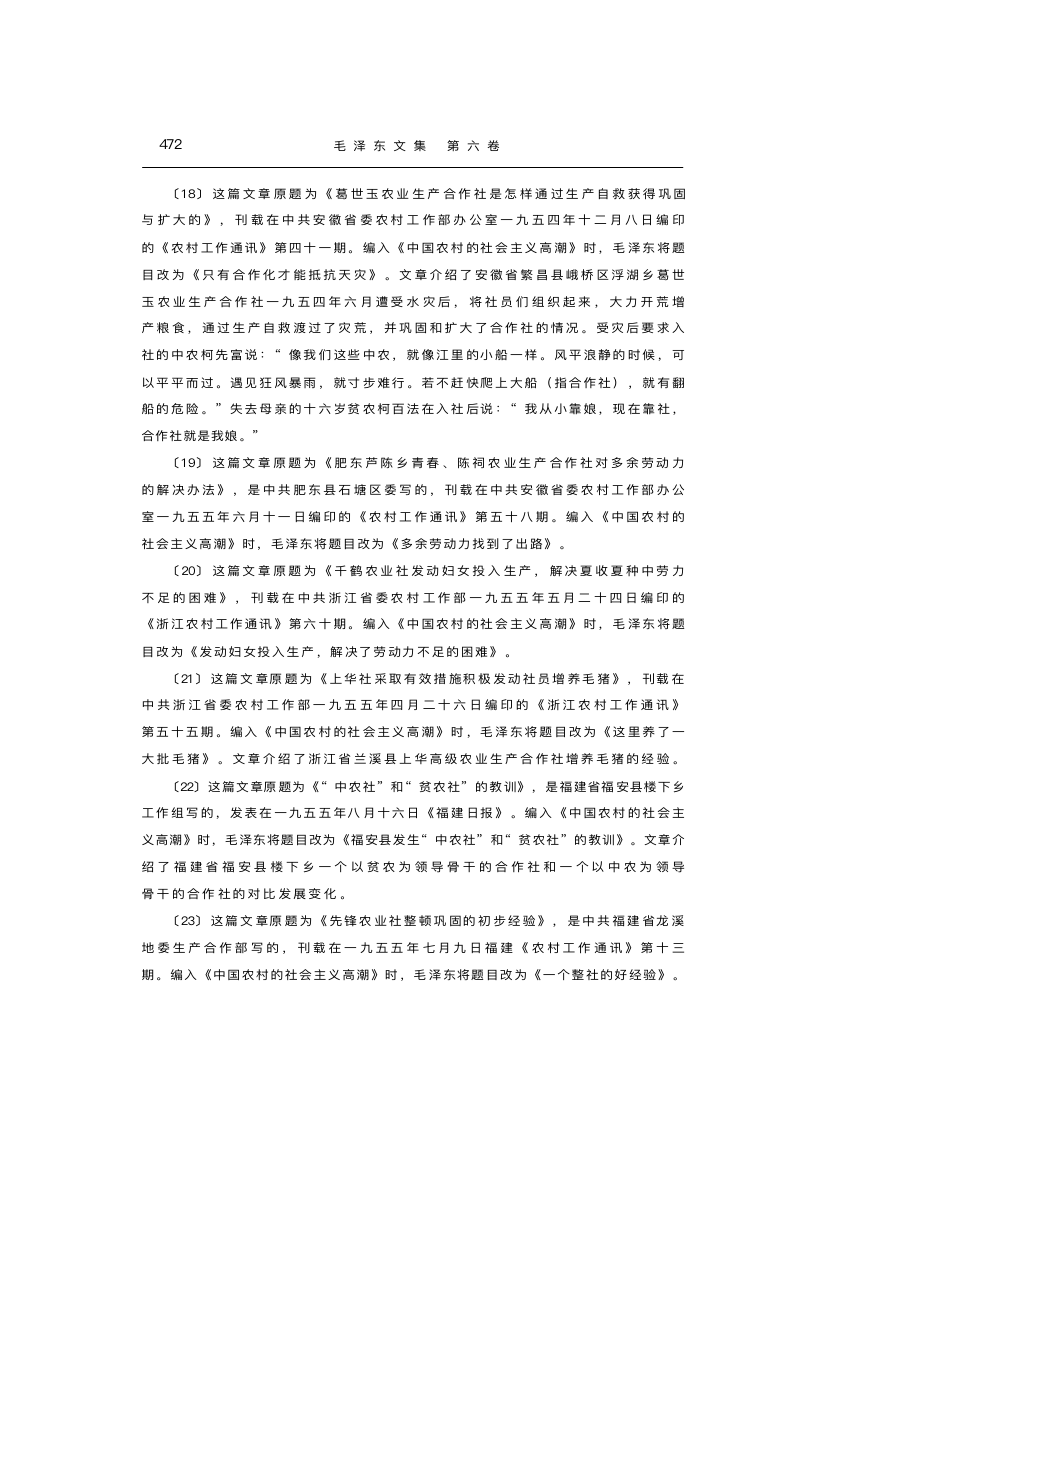 472 毛泽东文集 第六卷
〔18〕这篇文章原题为《葛世玉农业生产合作社是怎样通过生产自救获得巩固
与扩大的》，刊载在中共安徽省委农村工作部办公室一九五四年十二月八日编印
的《农村工作通讯》第四十一期。编入《中国农村的社会主义高潮》时，毛泽东将题
目改为《只有合作化才能抵抗天灾》。文章介绍了安徽省繁昌县峨桥区浮湖乡葛世
玉农业生产合作社一九五四年六月遭受水灾后，将社员们组织起来，大力开荒增
产粮食，通过生产自救渡过了灾荒，并巩固和扩大了合作社的情况。受灾后要求入
社的中农柯先富说：“像我们这些中农，就像江里的小船一样。风平浪静的时候，可
以平平而过。遇见狂风暴雨，就寸步难行。若不赶快爬上大船（指合作社），就有翻
船的危险。”失去母亲的十六岁贫农柯百法在入社后说：“我从小靠娘，现在靠社，
合作社就是我娘。”
〔19〕这篇文章原题为《肥东芦陈乡青春、陈祠农业生产合作社对多余劳动力
的解决办法》，是中共肥东县石塘区委写的，刊载在中共安徽省委农村工作部办公
室一九五五年六月十一日编印的《农村工作通讯》第五十八期。编入《中国农村的
社会主义高潮》时，毛泽东将题目改为《多余劳动力找到了出路》。
〔20〕这篇文章原题为《千鹤农业社发动妇女投入生产，解决夏收夏种中劳力
不足的困难》，刊载在中共浙江省委农村工作部一九五五年五月二十四日编印的
《浙江农村工作通讯》第六十期。编入《中国农村的社会主义高潮》时，毛泽东将题
目改为《发动妇女投入生产，解决了劳动力不足的困难》。
〔21〕这篇文章原题为《上华社采取有效措施积极发动社员增养毛猪》，刊载在
中共浙江省委农村工作部一九五五年四月二十六日编印的《浙江农村工作通讯》
第五十五期。编入《中国农村的社会主义高潮》时，毛泽东将题目改为《这里养了一
大批毛猪》。文章介绍了浙江省兰溪县上华高级农业生产合作社增养毛猪的经验。
〔22〕这篇文章原题为《“中农社”和“贫农社”的教训》，是福建省福安县楼下乡
工作组写的，发表在一九五五年八月十六日《福建日报》。编入《中国农村的社会主
义高潮》时，毛泽东将题目改为《福安县发生“中农社”和“贫农社”的教训》。文章介
绍了福建省福安县楼下乡一个以贫农为领导骨干的合作社和一个以中农为领导
骨干的合作社的对比发展变化。
〔23〕这篇文章原题为《先锋农业社整顿巩固的初步经验》，是中共福建省龙溪
地委生产合作部写的，刊载在一九五五年七月九日福建《农村工作通讯》第十三
期。编入《中国农村的社会主义高潮》时，毛泽东将题目改为《一个整社的好经验》。